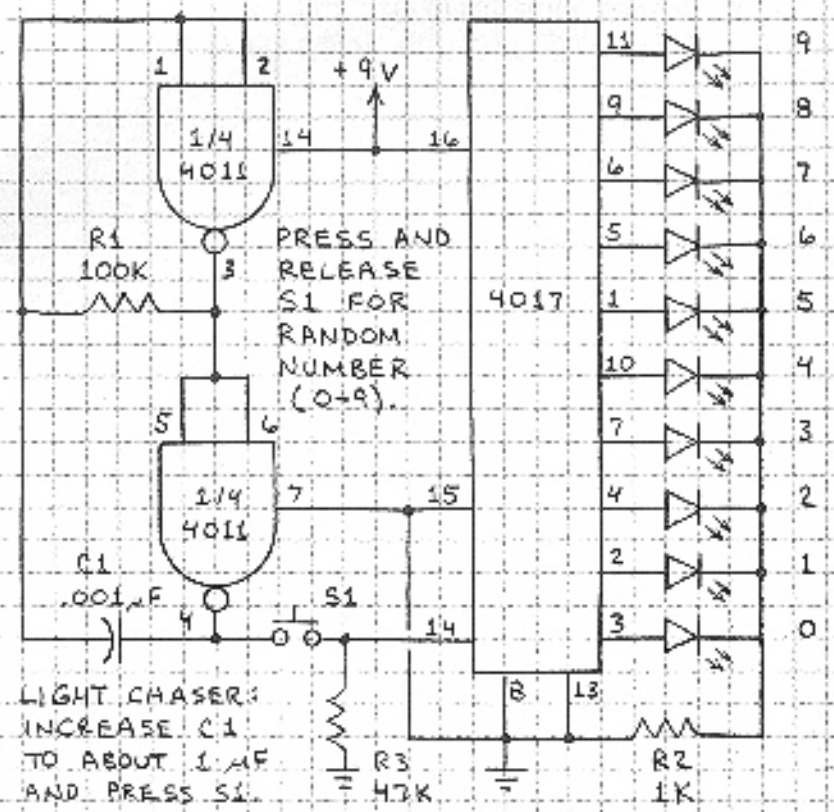 1
2
+9V
11
9
9
8
1/4
4011
14
16
6
7
R1
100K
3
PRESS AND
RELEASE
S1 FOR
RANDOM
NUMBER
(0-9).
4017
5
6
1
5
10
4
5
6
7
3
1/4
4011
7
15
4
2
2
1
C1
.001μF
4
S1
14
3
0
8
13
LIGHT CHASER:
INCREASE C1
TO ABOUT 1 μF
AND PRESS S1.
R3
47K
R2
1K